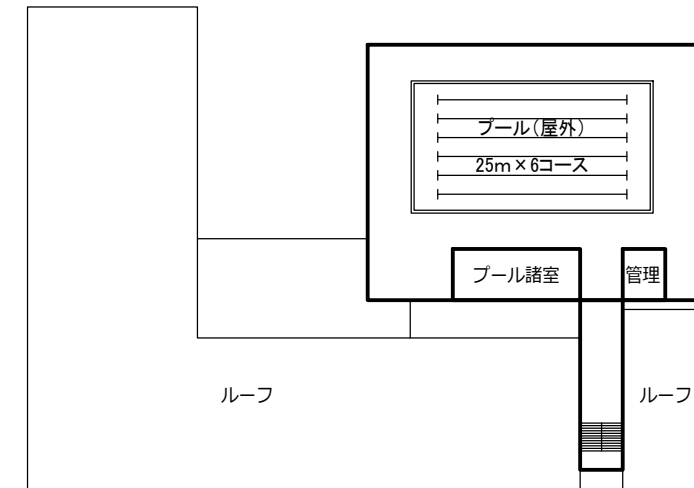 プール(屋外)
25m×6コース
プール諸室
管理
ルーフ
ルーフ